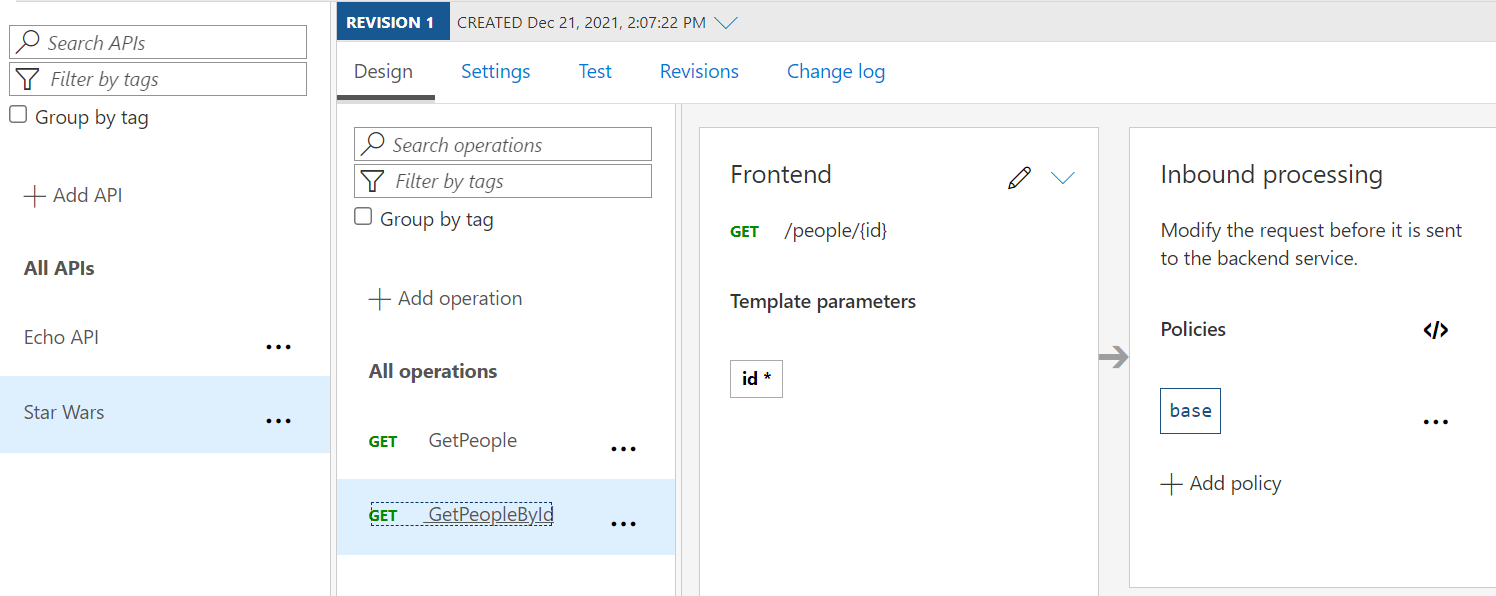 Search APIs
Filter by tags
Group by tag
Add API
All APIs
Echo API
Star Wars
REVISION 1 CREATED Dec 21, 2021, 2:07:22 PM
Design Settings Test Revisions Change log
Search operations
Filter by tags
Group by tag
Add operation
All operations
GET GetPeople
GET GetPeopleById
Frontend
GET /people/{id}
Template parameters
id *
Inbound processing
Modify the request before it is sent
to the backend service.
Policies </>
base
Add policy